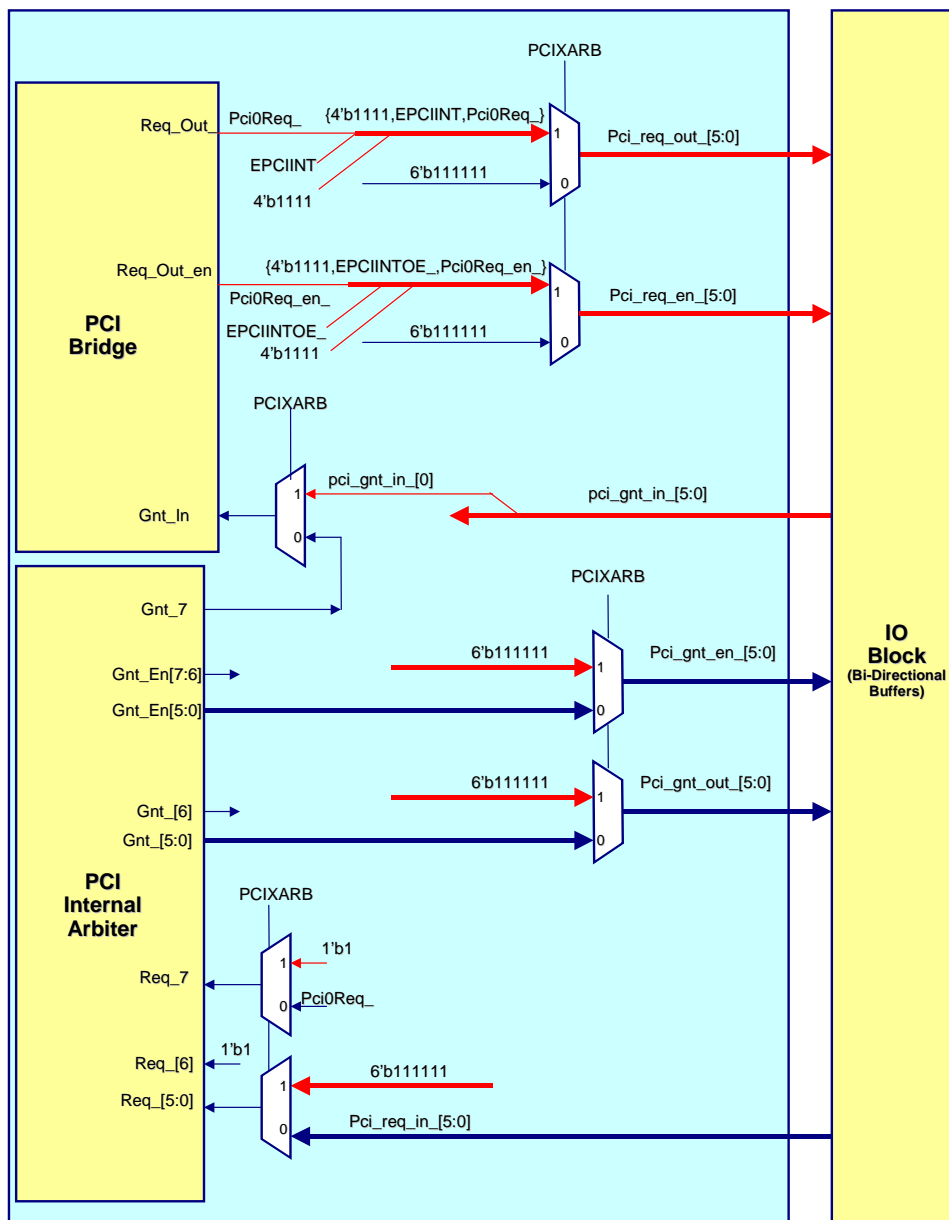 PCIXARB
Req_Out_
Pci0Req_
{4'b1111,EPCIINT,Pci0Req_}
1
Pci_req_out_[5:0]
EPCIINT
6'b111111
0
4'b1111
Req_Out_en
{4'b1111,EPCIINTOE_,Pci0Req_en_}
1
Pci_req_en_[5:0]
Pci0Req_en_
EPCIINTOE_
6'b111111
0
4'b1111
PCI
Bridge
PCIXARB
pci_gnt_in_[0]
pci_gnt_in_[5:0]
1
Gnt_In
0
PCIXARB
Gnt_7
6'b111111
1
Pci_gnt_en_[5:0]
Gnt_En[7:6]
Gnt_En[5:0]
0
IO
Block
(Bi-Directional
Buffers)
6'b111111
1
Pci_gnt_out_[5:0]
Gnt_[6]
Gnt_[5:0]
0
PCI
Internal
Arbiter
PCIXARB
1'b1
1
Req_7
0
Pci0Req_
1'b1
Req_[6]
6'b111111
1
Req_[5:0]
Pci_req_in_[5:0]
0